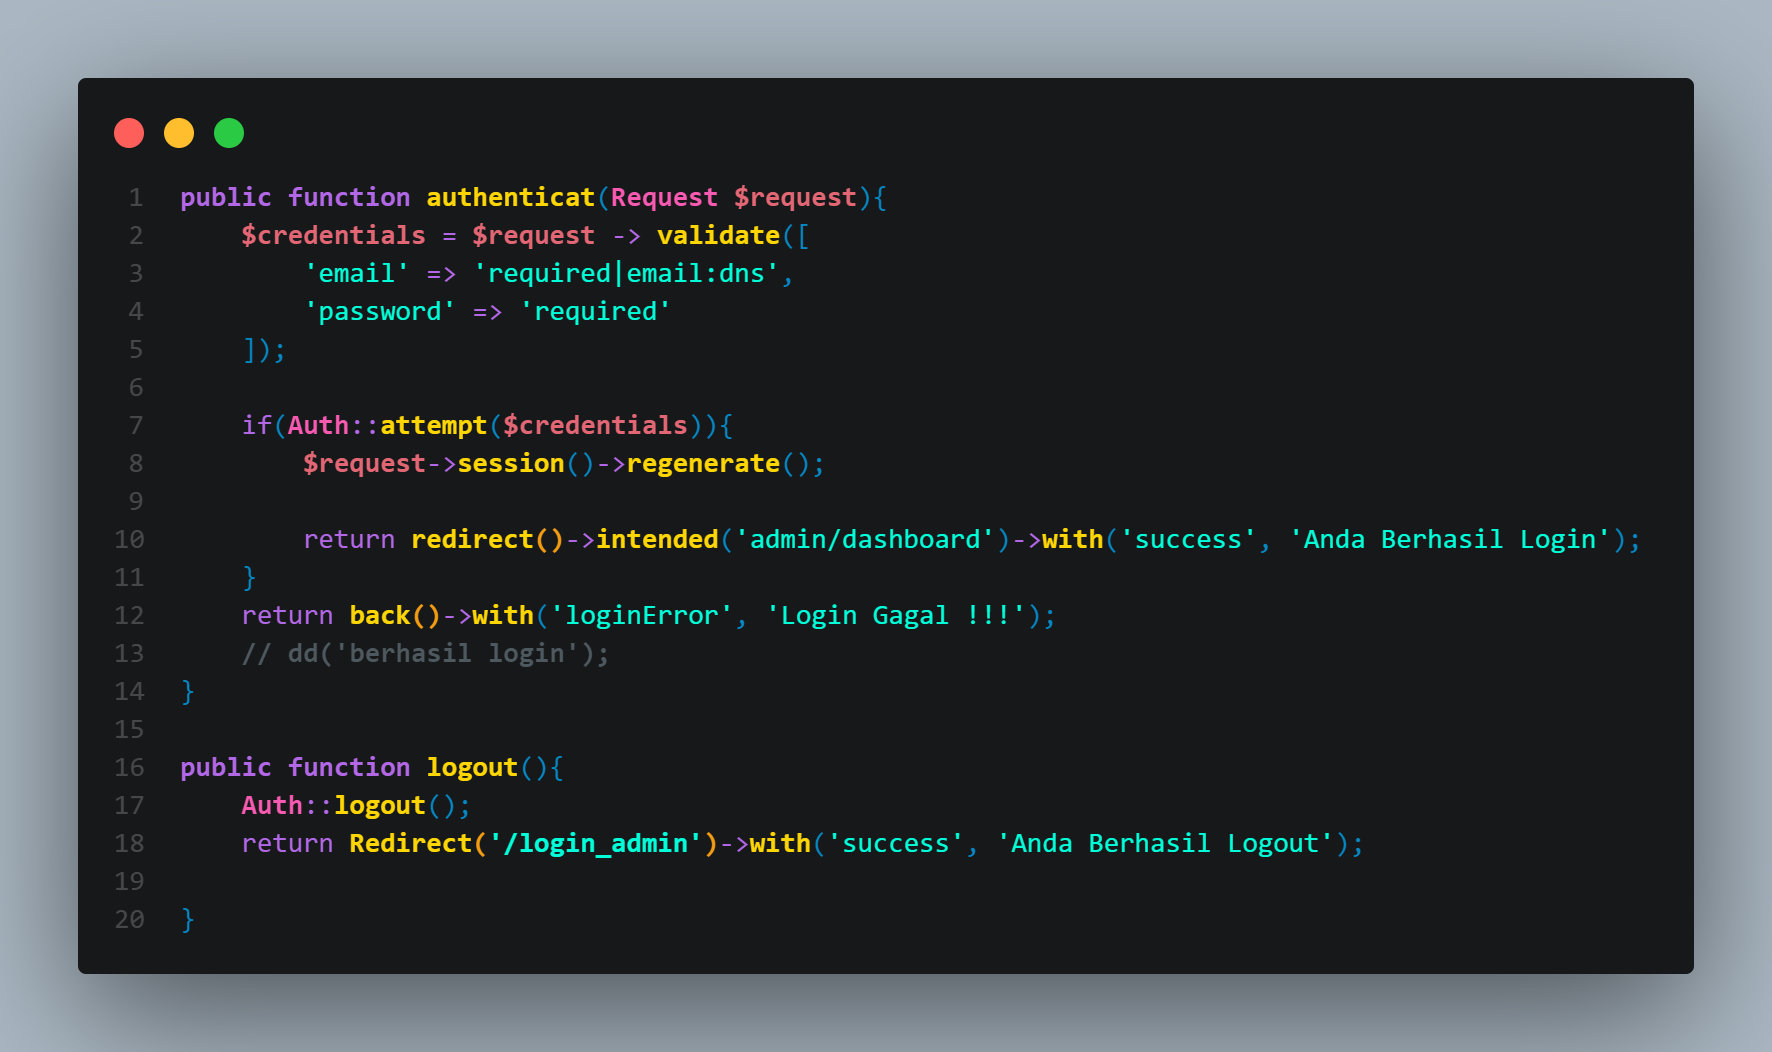 1 public function authenticat(Request $request){
2     $credentials = $request -> validate([
3         'email' => 'required|email:dns',
4         'password' => 'required'
5     ]);
6
7     if(Auth::attempt($credentials)){
8         $request->session()->regenerate();
9
10         return redirect()->intended('admin/dashboard')->with('success', 'Anda Berhasil Login');
11     }
12     return back()->with('loginError', 'Login Gagal !!!');
13     // dd('berhasil login');
14 }
15
16 public function logout(){
17     Auth::logout();
18     return Redirect('/login_admin')->with('success', 'Anda Berhasil Logout');
19
20 }